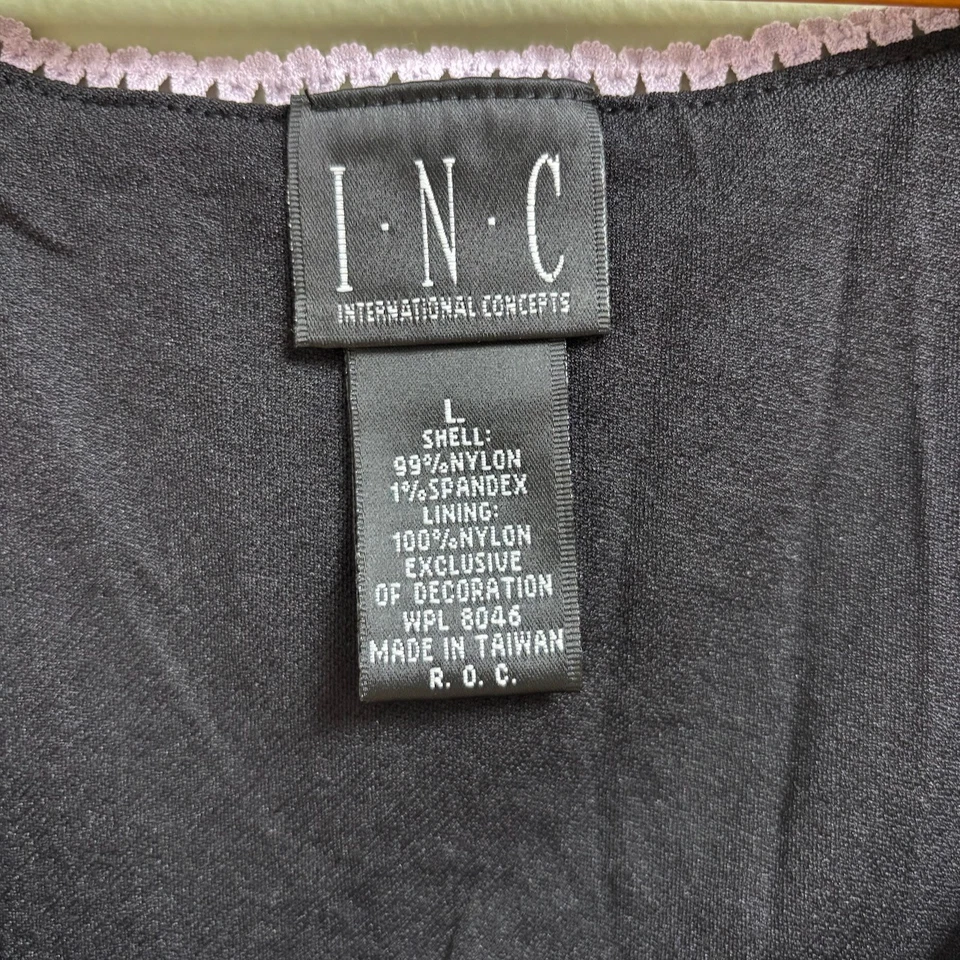 I·N·C
INTERNATIONAL CONCEPTS
L
SHELL:
99%NYLON
1%SPANDEX
LINING:
100%NYLON
EXCLUSIVE
OF DECORATION
WPL 8046
MADE IN TAIWAN
R. O. C.